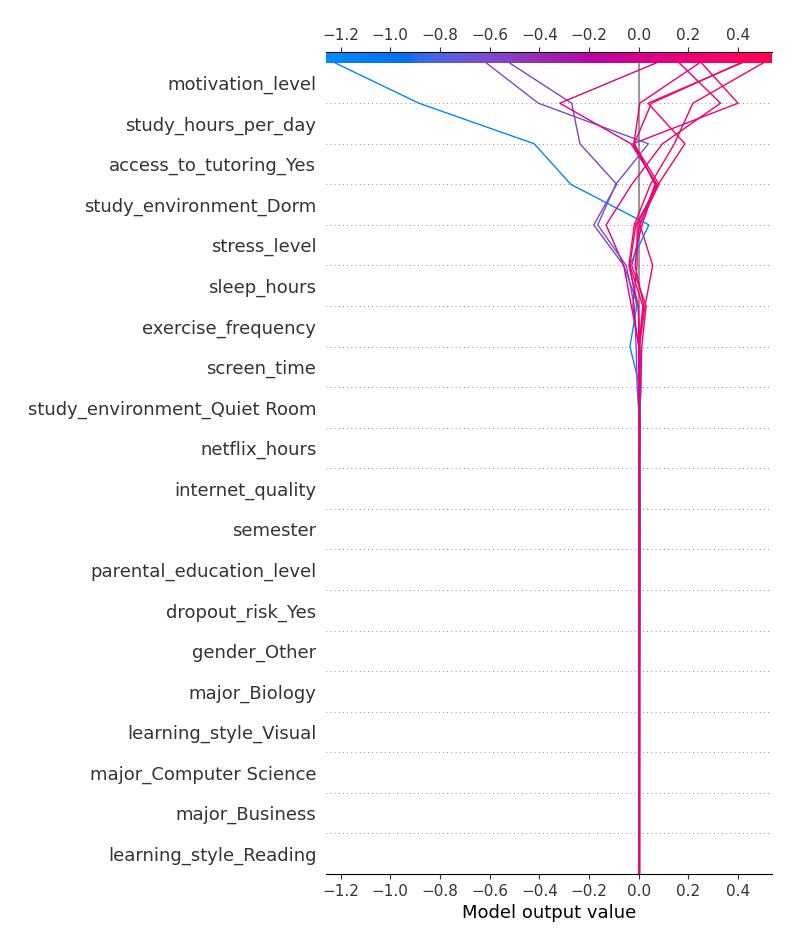 −1.2 −1.0 −0.8 −0.6 −0.4 −0.2 0.0 0.2 0.4
motivation_level
study_hours_per_day
access_to_tutoring_Yes
study_environment_Dorm
stress_level
sleep_hours
exercise_frequency
screen_time
study_environment_Quiet Room
netflix_hours
internet_quality
semester
parental_education_level
dropout_risk_Yes
gender_Other
major_Biology
learning_style_Visual
major_Computer Science
major_Business
learning_style_Reading
−1.2 −1.0 −0.8 −0.6 −0.4 −0.2 0.0 0.2 0.4
Model output value